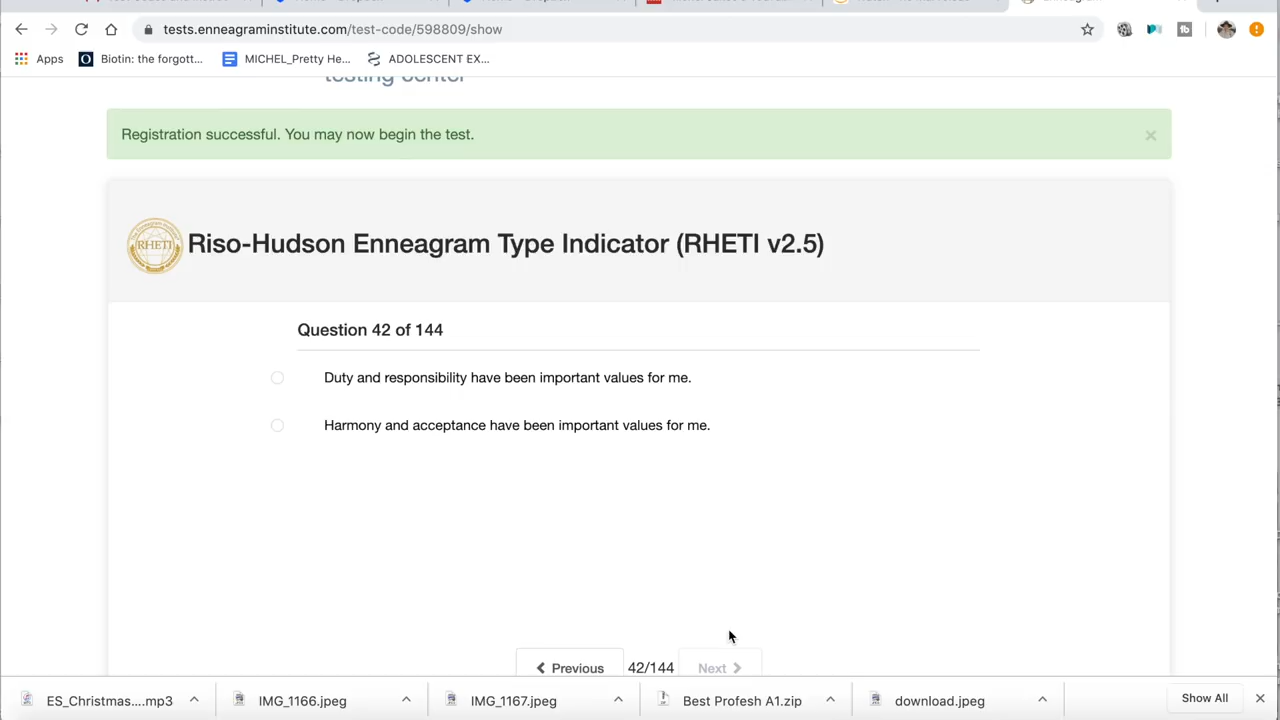 tests.enneagraminstitute.com/test-code/598809/show
Apps
Biotin: the forgott...
MICHEL_Pretty He...
ADOLESCENT EX...
testing center
Registration successful. You may now begin the test.
×
RHETI
Riso-Hudson Enneagram Type Indicator (RHETI v2.5)
Question 42 of 144
Duty and responsibility have been important values for me.
Harmony and acceptance have been important values for me.
Previous 42/144 Next
ES_Christmas....mp3
IMG_1166.jpeg
IMG_1167.jpeg
Best Profesh A1.zip
download.jpeg
Show All